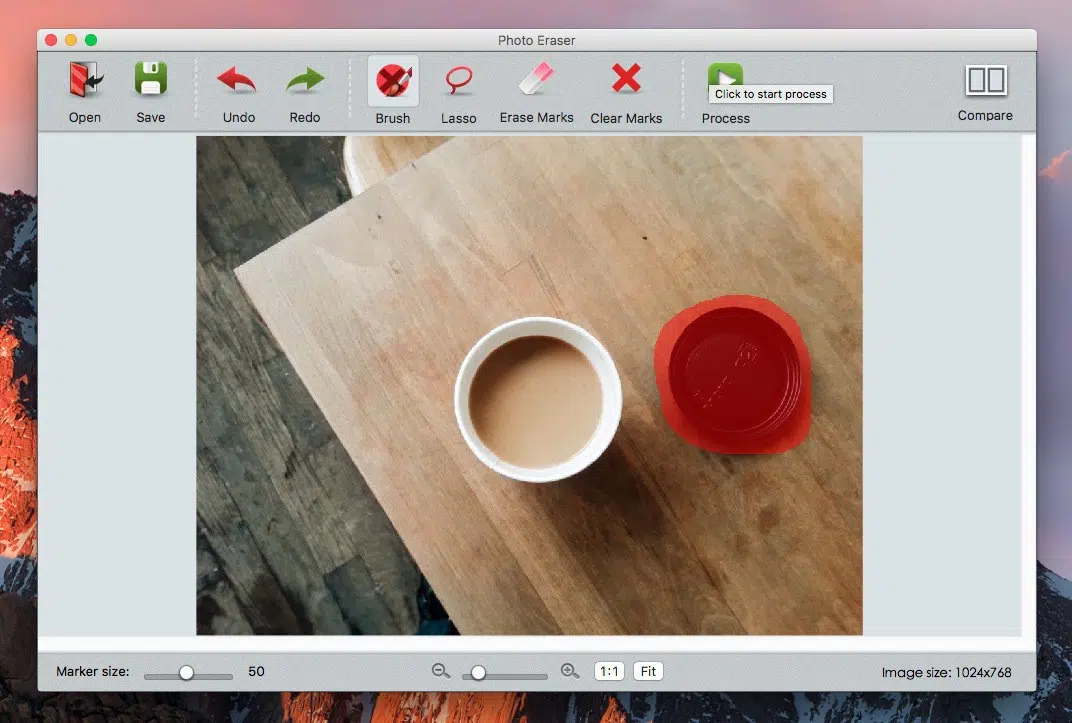 Photo Eraser
Open
Save
Undo
Redo
Brush
Lasso
Erase Marks
Clear Marks
Process
Click to start process
Compare
Marker size:
50
1:1
Fit
Image size: 1024x768